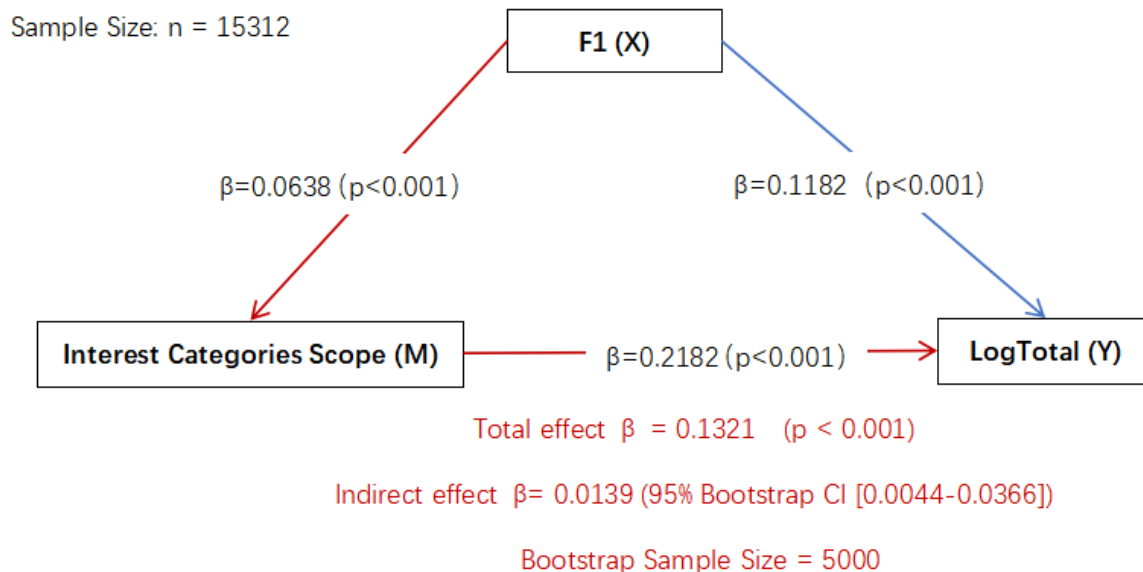 Sample Size: n = 15312
F1 (X)
β=0.0638 (p<0.001)
β=0.1182 (p<0.001)
Interest Categories Scope (M)
β=0.2182 (p<0.001)
LogTotal (Y)
Total effect β = 0.1321 (p < 0.001)
Indirect effect β= 0.0139 (95% Bootstrap CI [0.0044-0.0366])
Bootstrap Sample Size = 5000